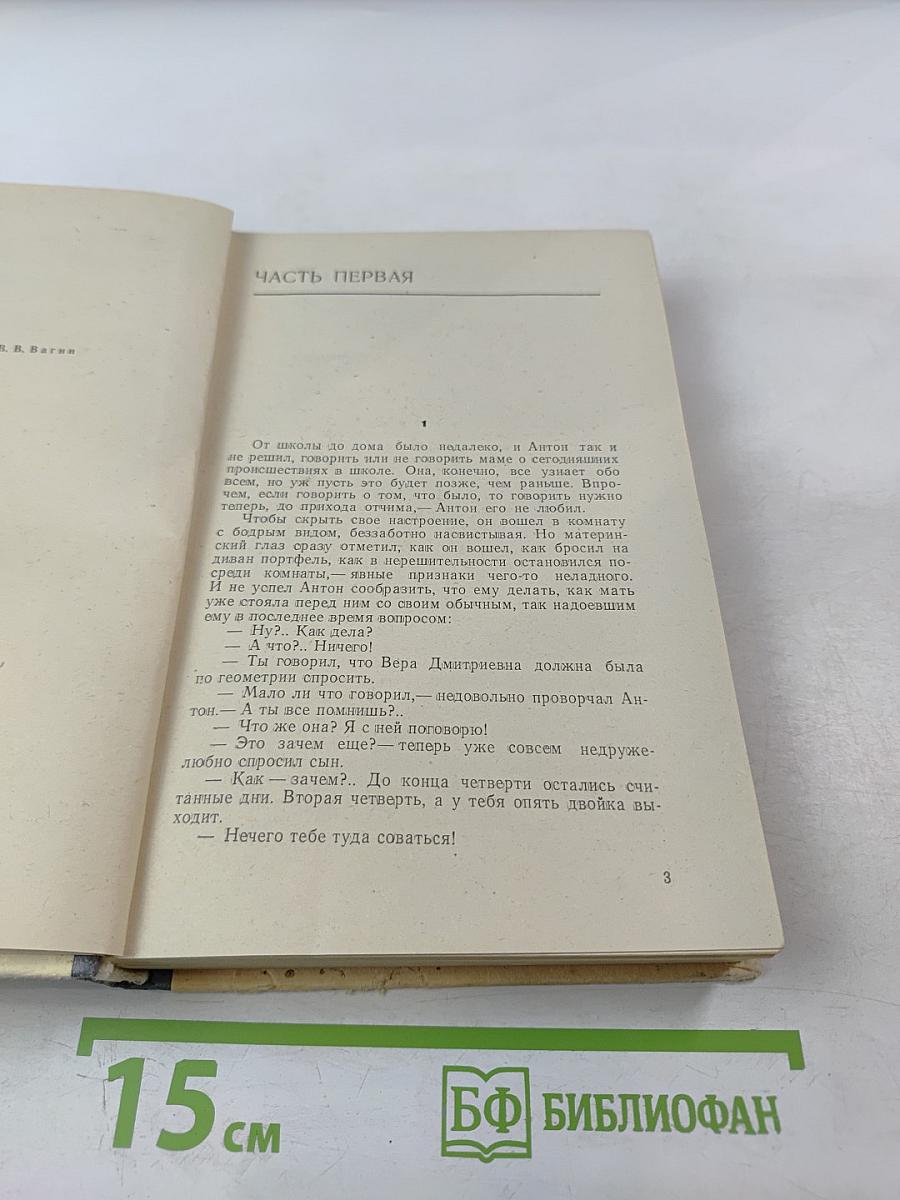 В. В. Вагин
ЧАСТЬ ПЕРВАЯ
1
От школы до дома было недалеко, и Антон так и
не решил, говорить или не говорить маме о сегодняшних
происшествиях в школе. Она, конечно, все узнает обо
всем, но уж пусть это будет позже, чем раньше. Впро-
чем, если говорить о том, что было, то говорить нужно
теперь, до прихода отчима,— Антон его не любил.
Чтобы скрыть свое настроение, он вошел в комнату
с бодрым видом, беззаботно насвистывая. Но материн-
ский глаз сразу отметил, как он вошел, как бросил на
диван портфель, как в нерешительности остановился по-
среди комнаты,— явные признаки чего-то неладного.
И не успел Антон сообразить, что ему делать, как мать
уже стояла перед ним со своим обычным, так надоевшим
ему в последнее время вопросом:
— Ну?.. Как дела?
— А что?.. Ничего!
— Ты говорил, что Вера Дмитриевна должна была
по геометрии спросить.
— Мало ли что говорил,— недовольно проворчал Ан-
тон.— А ты все помнишь?..
— Что же она? Я с ней поговорю!
— Это зачем еще?— теперь уже совсем недруже-
любно спросил сын.
— Как — зачем?.. До конца четверти остались счи-
танные дни. Вторая четверть, а у тебя опять двойка вы-
ходит.
— Нечего тебе туда соваться!
3
15 см
БФ БИБЛИОФАН